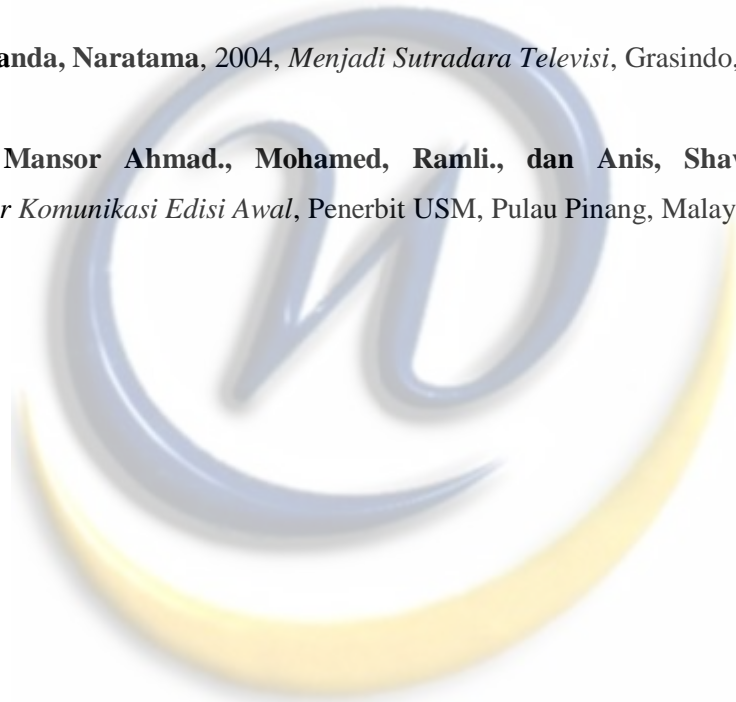 anda, Naratama, 2004, Menjadi Sutradara Televisi, Grasindo,
Mansor Ahmad., Mohamed, Ramli., dan Anis, Shaw
r Komunikasi Edisi Awal, Penerbit USM, Pulau Pinang, Malay